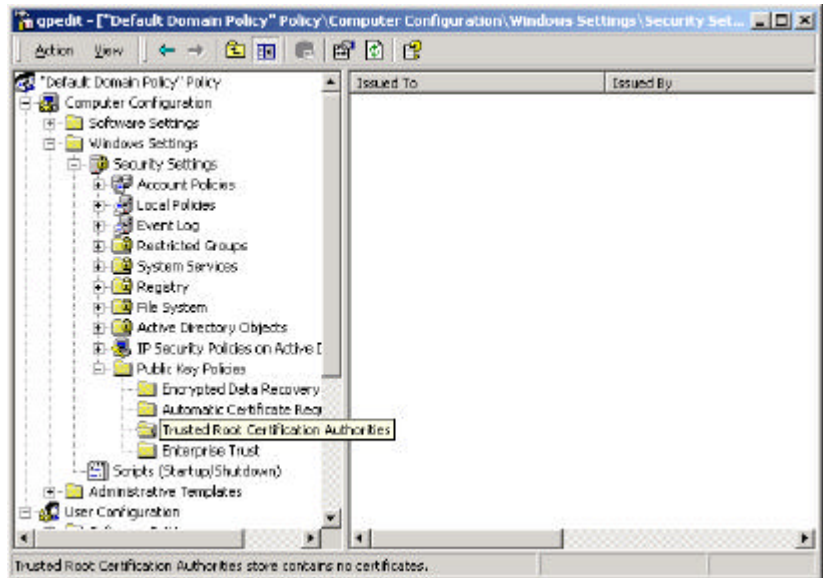 gpedit - ["Default Domain Policy" Policy\Computer Configuration\Windows Settings\Security Set...
Action View
"Default Domain Policy" Policy
Issued To Issued By
Computer Configuration
Software Settings
Windows Settings
Security Settings
Account Policies
Local Policies
Event Log
Restricted Groups
System Services
Registry
File System
Active Directory Objects
IP Security Policies on Active D
Public Key Policies
Encrypted Data Recovery
Automatic Certificate Requ
Trusted Root Certification Authorities
Enterprise Trust
Scripts (Startup/Shutdown)
Administrative Templates
User Configuration
Trusted Root Certification Authorities store contains no certificates.